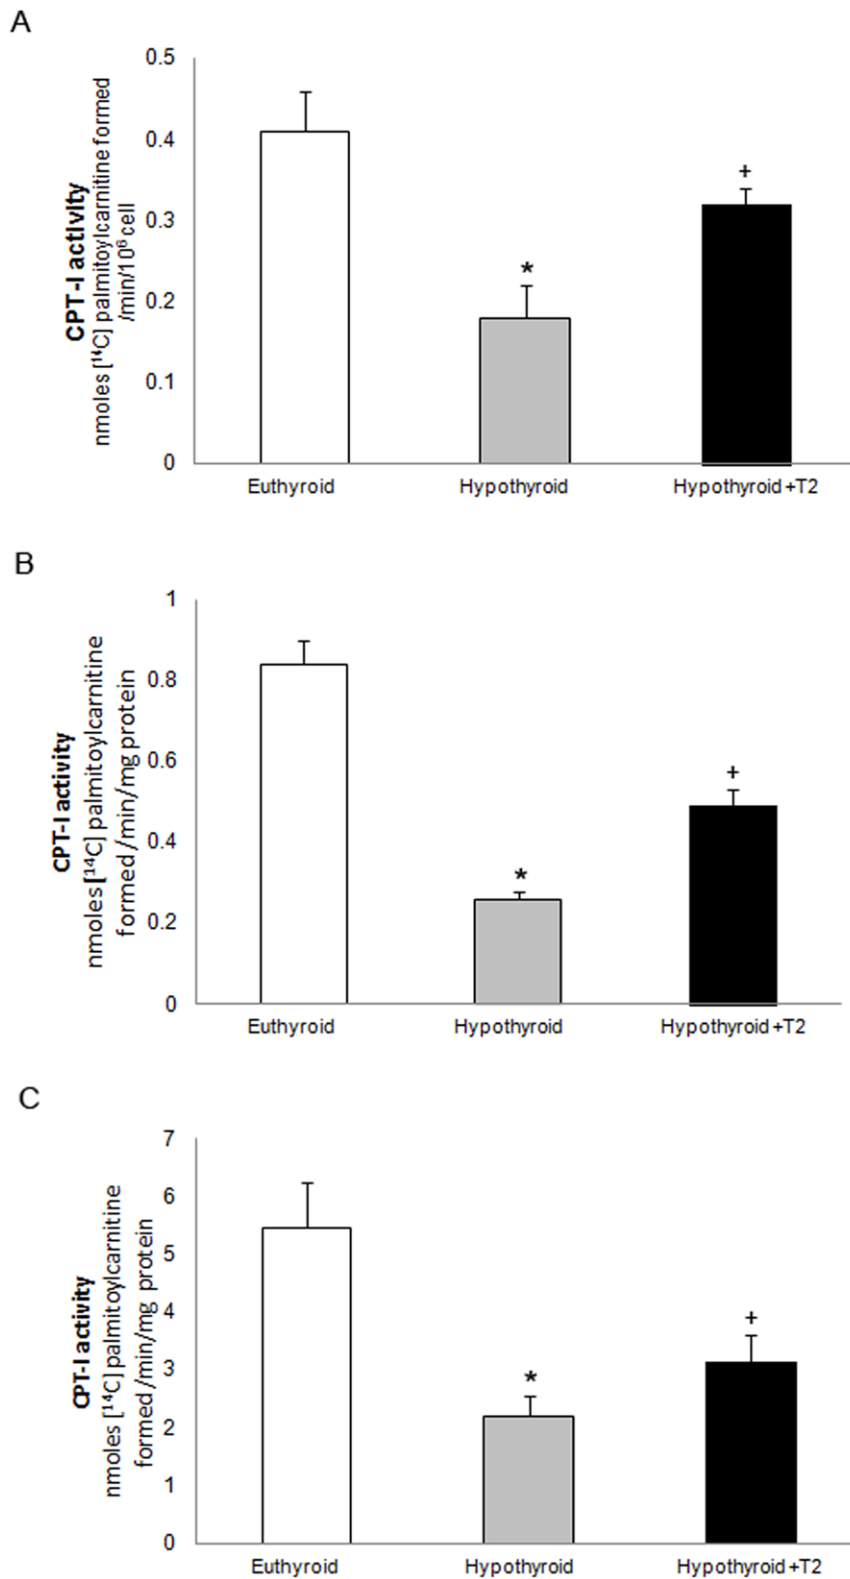 A
CPT-I activity
nmoles [¹⁴C] palmitoylcarnitine formed
/min/10⁶ cell
0.5
0.4
0.3
0.2
0.1
0
*
+
Euthyroid
Hypothyroid
Hypothyroid +T2
B
CPT-I activity
nmoles [¹⁴C] palmitoylcarnitine
formed /min/mg protein
1
0.8
0.6
0.4
0.2
0
*
+
Euthyroid
Hypothyroid
Hypothyroid +T2
C
CPT-I activity
nmoles [¹⁴C] palmitoylcarnitine
formed /min/mg protein
7
6
5
4
3
2
1
0
*
+
Euthyroid
Hypothyroid
Hypothyroid +T2